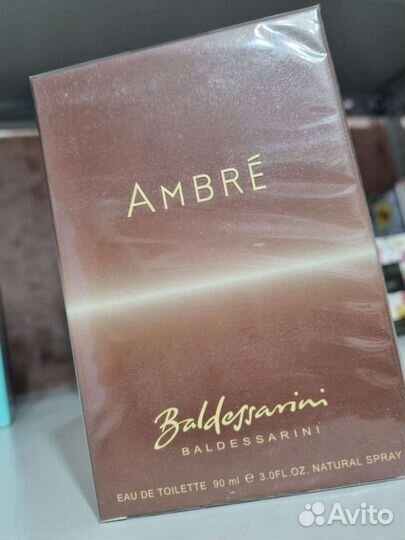 AMBRÉ
Baldessarini
BALDESSARINI
EAU DE TOILETTE 90 ml e 3.0FL.OZ. NATURAL SPRAY
Avito